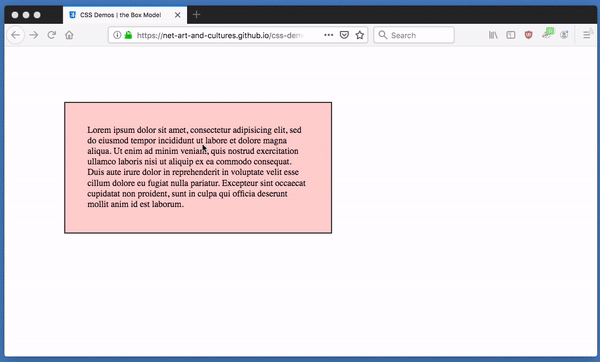 CSS Demos | the Box Model
https://net-art-and-cultures.github.io/css-dem
Search
Lorem ipsum dolor sit amet, consectetur adipisicing elit, sed
do eiusmod tempor incididunt ut labore et dolore magna
aliqua. Ut enim ad minim veniam, quis nostrud exercitation
ullamco laboris nisi ut aliquip ex ea commodo consequat.
Duis aute irure dolor in reprehenderit in voluptate velit esse
cillum dolore eu fugiat nulla pariatur. Excepteur sint occaecat
cupidatat non proident, sunt in culpa qui officia deserunt
mollit anim id est laborum.